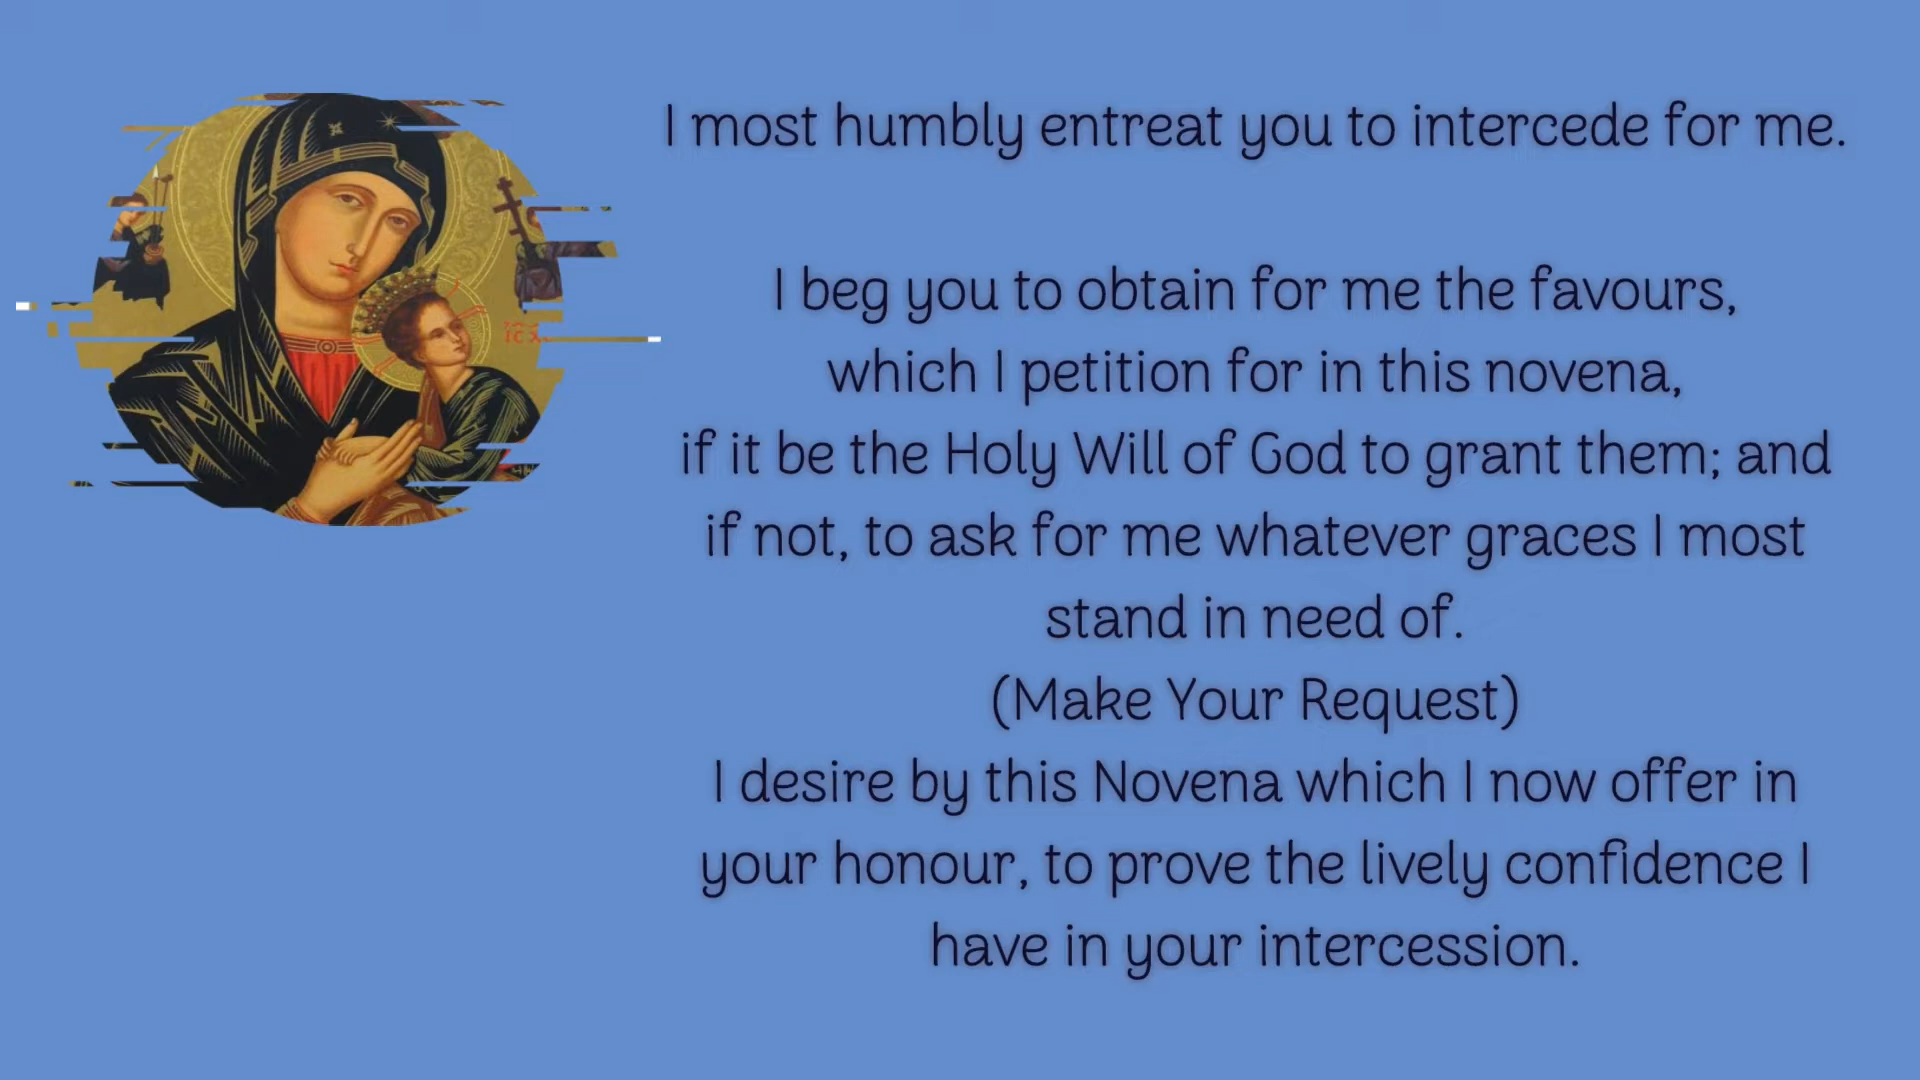 I most humbly entreat you to intercede for me.
I beg you to obtain for me the favours,
which I petition for in this novena,
if it be the Holy Will of God to grant them; and
if not, to ask for me whatever graces I most
stand in need of.
(Make Your Request)
I desire by this Novena which I now offer in
your honour, to prove the lively confidence I
have in your intercession.